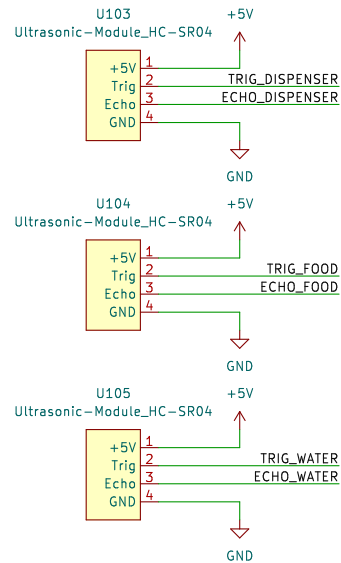 U103 +5V
Ultrasonic-Module_HC-SR04
+5V 1
Trig 2 TRIG_DISPENSER
Echo 3 ECHO_DISPENSER
GND 4
GND
U104 +5V
Ultrasonic-Module_HC-SR04
+5V 1
Trig 2 TRIG_FOOD
Echo 3 ECHO_FOOD
GND 4
GND
U105 +5V
Ultrasonic-Module_HC-SR04
+5V 1
Trig 2 TRIG_WATER
Echo 3 ECHO_WATER
GND 4
GND